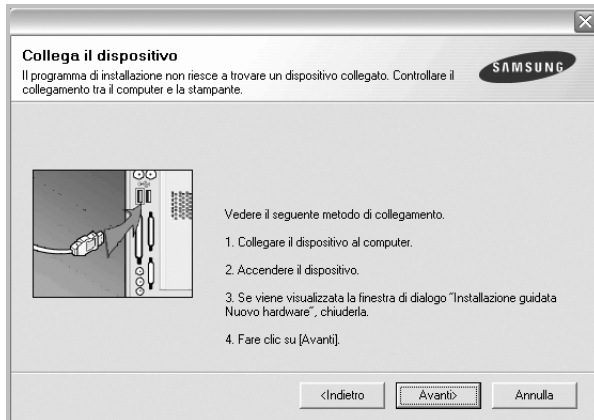 Collega il dispositivo
Il programma di installazione non riesce a trovare un dispositivo collegato. Controllare il
collegamento tra il computer e la stampante.
SAMSUNG
Vedere il seguente metodo di collegamento.
1. Collegare il dispositivo al computer.
2. Accendere il dispositivo.
3. Se viene visualizzata la finestra di dialogo "Installazione guidata
Nuovo hardware", chiuderla.
4. Fare clic su [Avanti].
<Indietro
Avanti>
Annulla